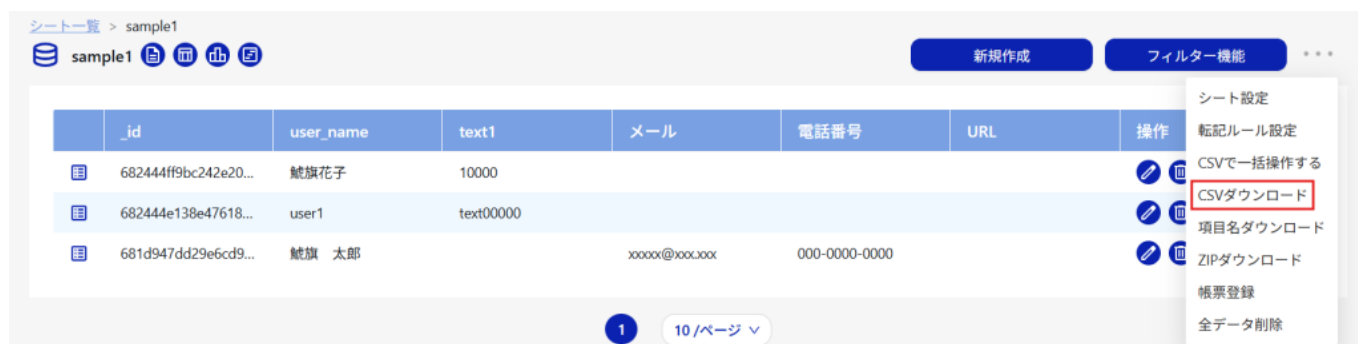 シート一覧 > sample1
sample1
新規作成
フィルター機能
シート設定
転記ルール設定
CSVで一括操作する
CSVダウンロード
項目名ダウンロード
ZIPダウンロード
帳票登録
全データ削除
_id user_name text1 メール 電話番号 URL 操作
682444ff9bc242e20... 鯱旗花子 10000
682444e138e47618... user1 text00000
681d947dd29e6cd9... 鯱旗　太郎 xxxxx@xxx.xxx 000-0000-0000
1 10 /ページ